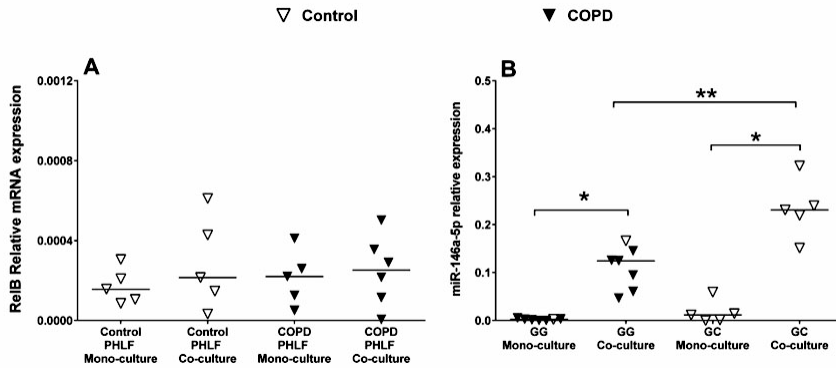 Control
COPD
A
RelB Relative mRNA expression
0.0012
0.0008
0.0004
0.0000
Control
PHLF
Mono-culture
Control
PHLF
Co-culture
COPD
PHLF
Mono-culture
COPD
PHLF
Co-culture
B
miR-146a-5p relative expression
0.5
0.4
0.3
0.2
0.1
0.0
*
**
*
GG
Mono-culture
GG
Co-culture
GC
Mono-culture
GC
Co-culture